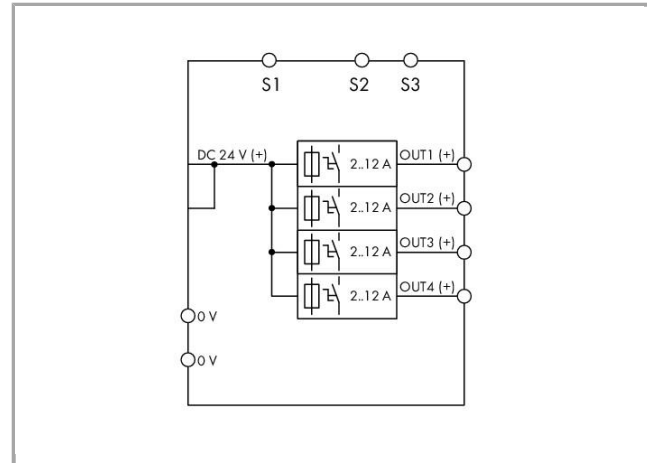 S1 S2 S3
DC 24 V (+) 2..12 A OUT1 (+)
2..12 A OUT2 (+)
2..12 A OUT3 (+)
2..12 A OUT4 (+)
0 V
0 V